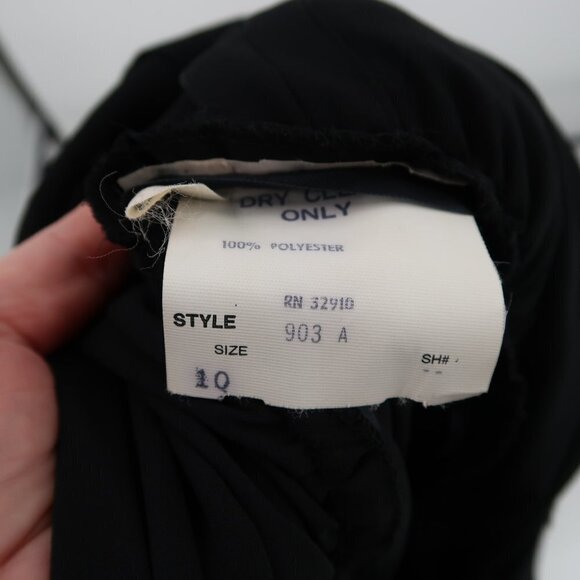 DRY CLEAN
ONLY
100% POLYESTER
RN 32910
STYLE 903 A
SIZE
10
SH#